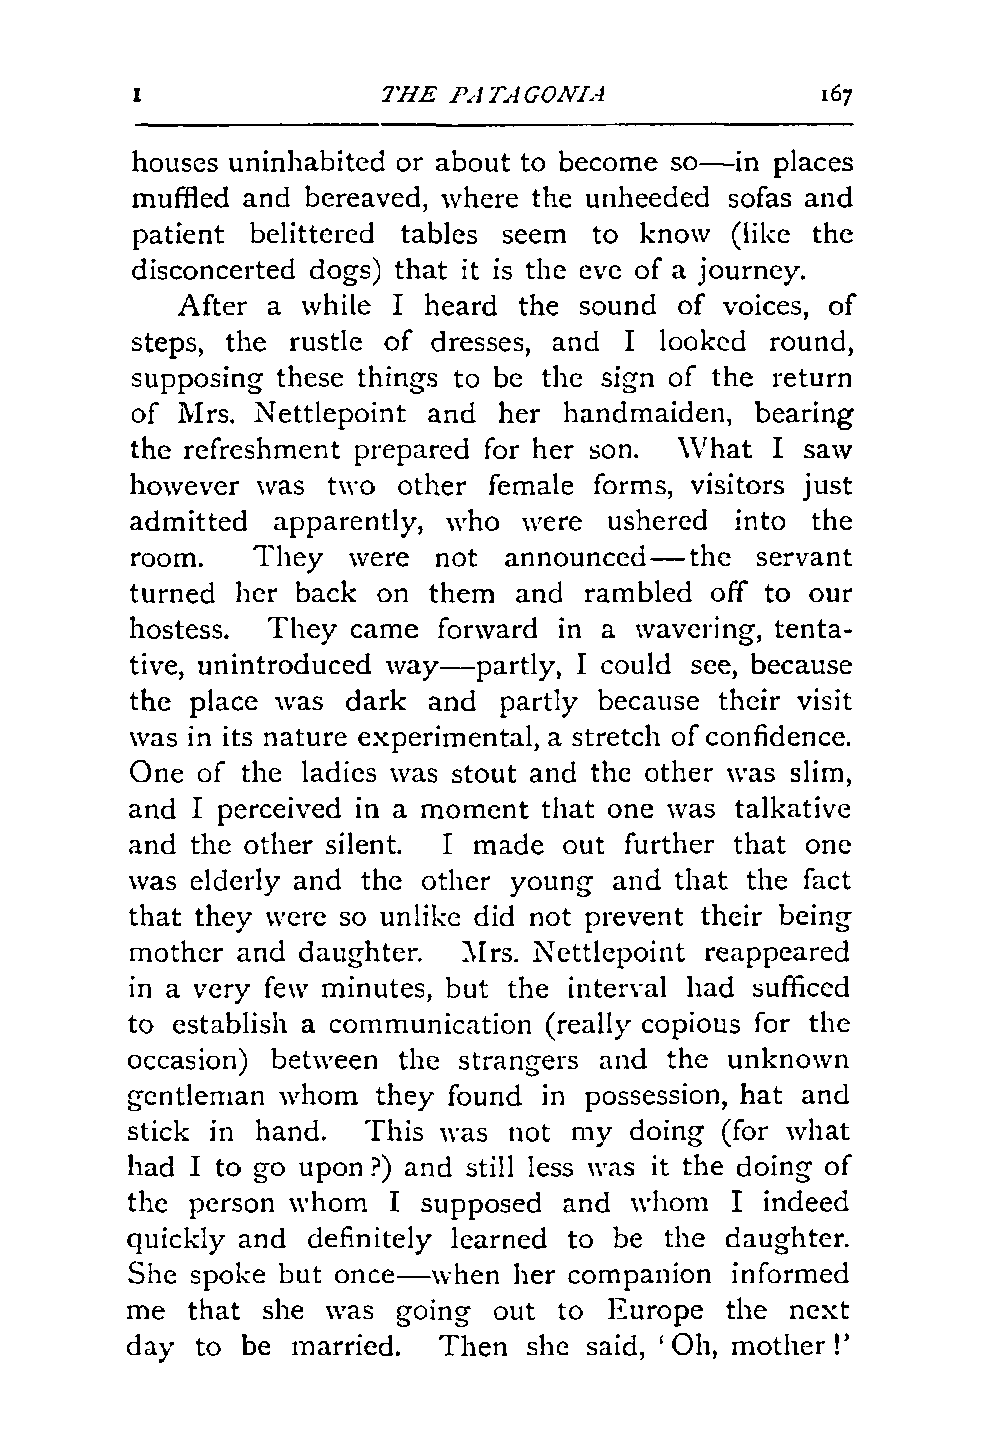 I THE PATAGONIA 167
houses uninhabited or about to become so—in places
muffled and bereaved, where the unheeded sofas and
patient belittered tables seem to know (like the
disconcerted dogs) that it is the eve of a journey.
After a while I heard the sound of voices, of
steps, the rustle of dresses, and I looked round,
supposing these things to be the sign of the return
of Mrs. Nettlepoint and her handmaiden, bearing
the refreshment prepared for her son. What I saw
however was two other female forms, visitors just
admitted apparently, who were ushered into the
room. They were not announced—the servant
turned her back on them and rambled off to our
hostess. They came forward in a wavering, tenta-
tive, unintroduced way—partly, I could see, because
the place was dark and partly because their visit
was in its nature experimental, a stretch of confidence.
One of the ladies was stout and the other was slim,
and I perceived in a moment that one was talkative
and the other silent. I made out further that one
was elderly and the other young and that the fact
that they were so unlike did not prevent their being
mother and daughter. Mrs. Nettlepoint reappeared
in a very few minutes, but the interval had sufficed
to establish a communication (really copious for the
occasion) between the strangers and the unknown
gentleman whom they found in possession, hat and
stick in hand. This was not my doing (for what
had I to go upon?) and still less was it the doing of
the person whom I supposed and whom I indeed
quickly and definitely learned to be the daughter.
She spoke but once—when her companion informed
me that she was going out to Europe the next
day to be married. Then she said, ‘Oh, mother!’